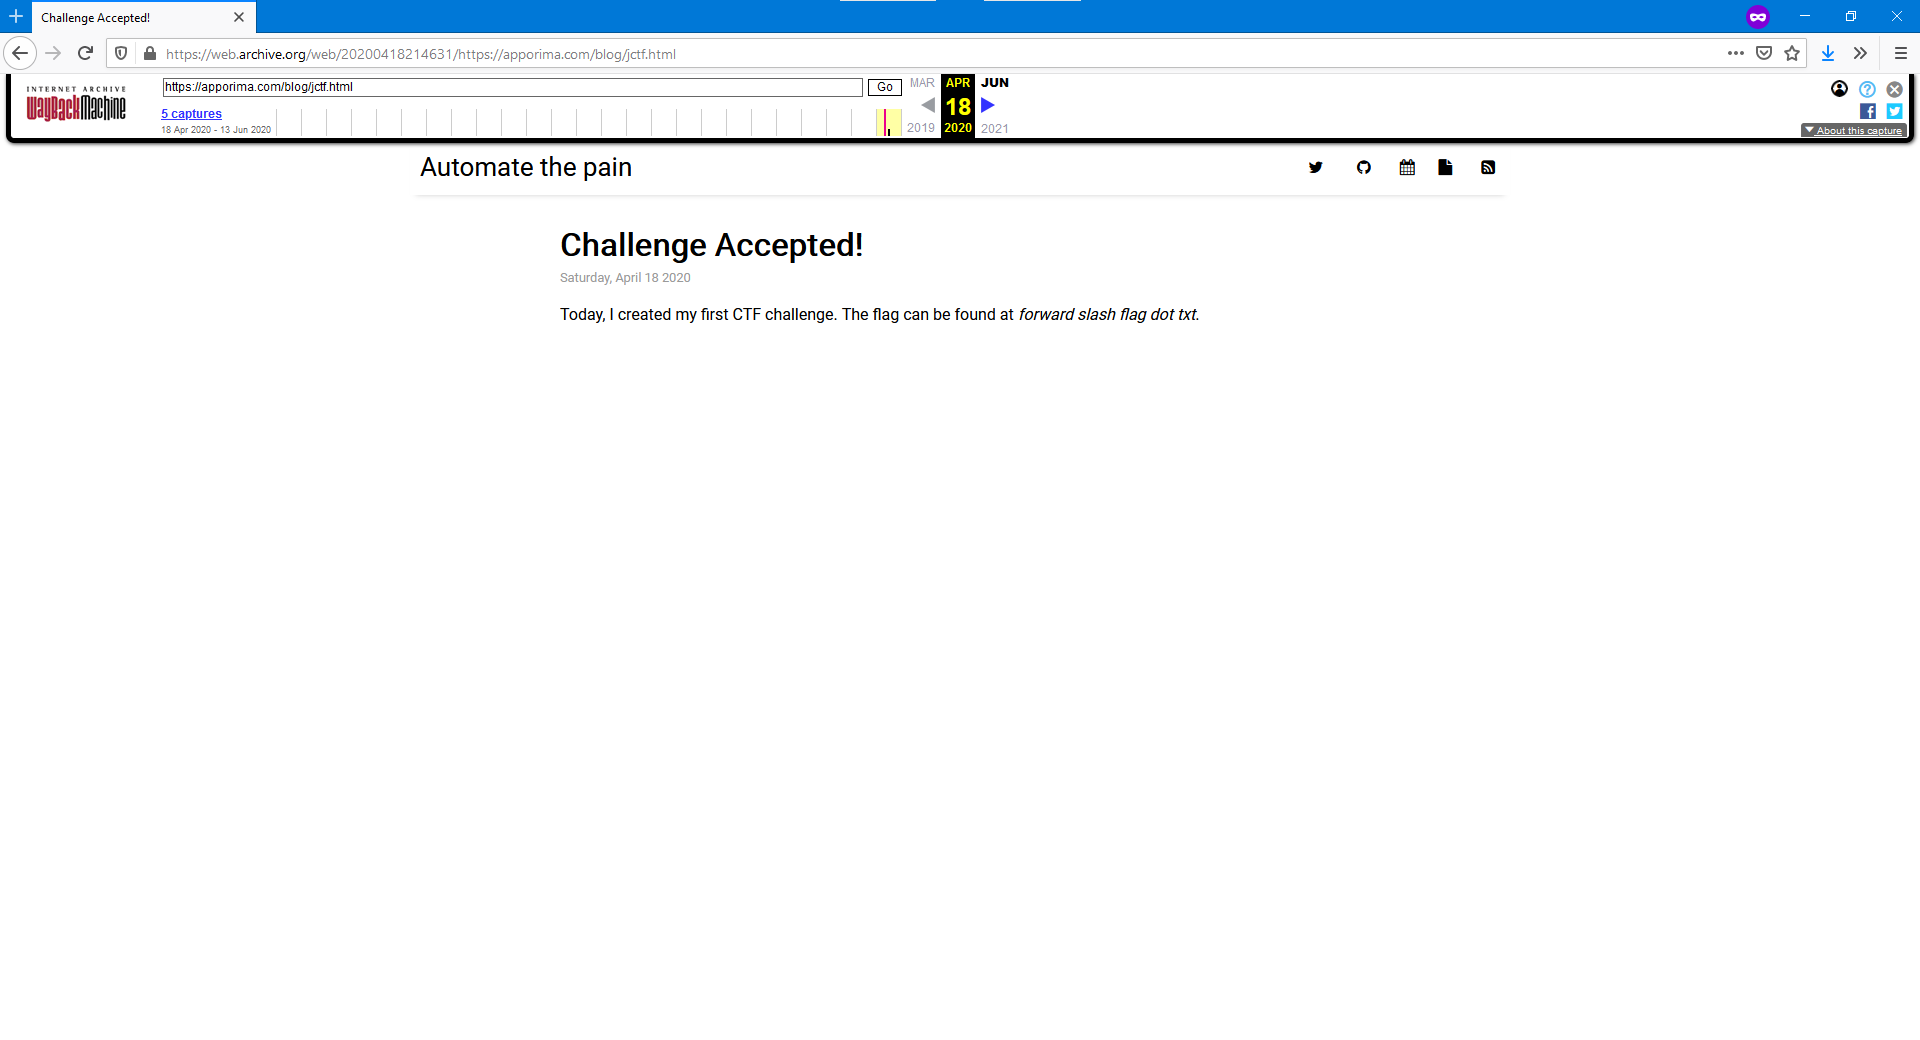 Challenge Accepted!
https://web.archive.org/web/20200418214631/https://apporima.com/blog/jctf.html
INTERNET ARCHIVE
WayBackMachine
https://apporima.com/blog/jctf.html
Go
MAR
APR
JUN
5 captures
18
18 Apr 2020 - 13 Jun 2020
2019
2020
2021
About this capture
Automate the pain
Challenge Accepted!
Saturday, April 18 2020
Today, I created my first CTF challenge. The flag can be found at forward slash flag dot txt.